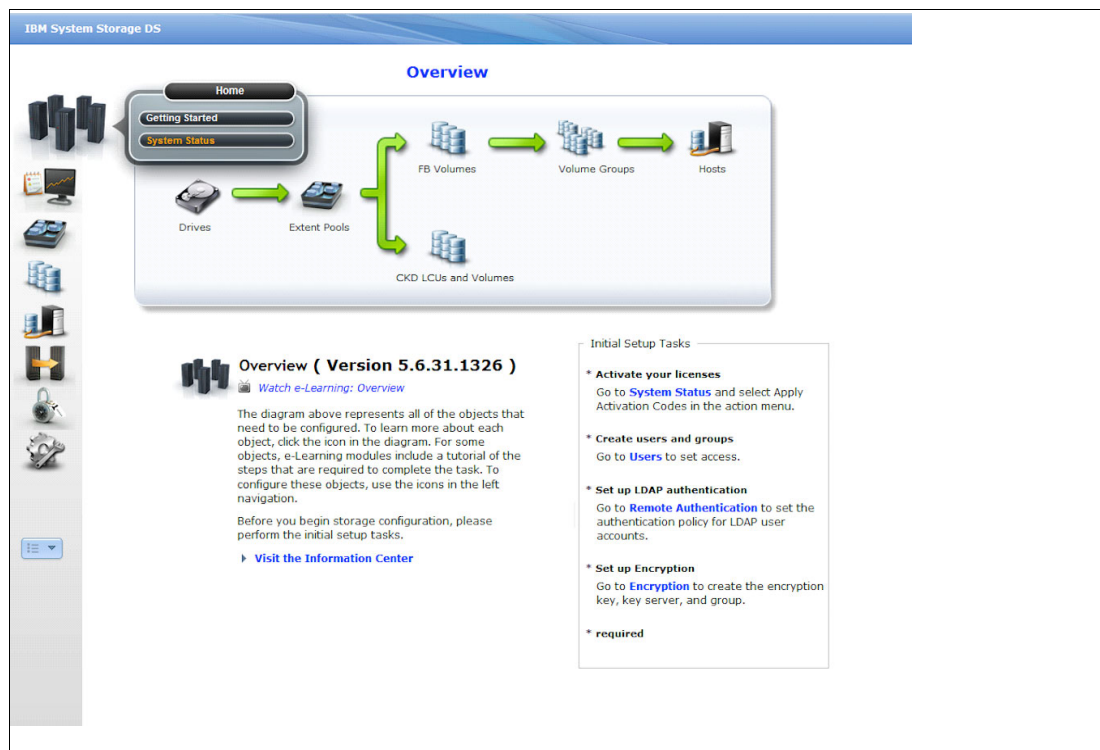 IBM System Storage DS
Overview
Home
Getting Started
System Status
FB Volumes
Volume Groups
Hosts
Drives
Extent Pools
CKD LCUs and Volumes
Overview ( Version 5.6.31.1326 )
Watch e-Learning: Overview
The diagram above represents all of the objects that
need to be configured. To learn more about each
object, click the icon in the diagram. For some
objects, e-Learning modules include a tutorial of the
steps that are required to complete the task. To
configure these objects, use the icons in the left
navigation.
Before you begin storage configuration, please
perform the initial setup tasks.
Visit the Information Center
Initial Setup Tasks
* Activate your licenses
Go to System Status and select Apply
Activation Codes in the action menu.
* Create users and groups
Go to Users to set access.
* Set up LDAP authentication
Go to Remote Authentication to set the
authentication policy for LDAP user
accounts.
* Set up Encryption
Go to Encryption to create the encryption
key, key server, and group.
* required